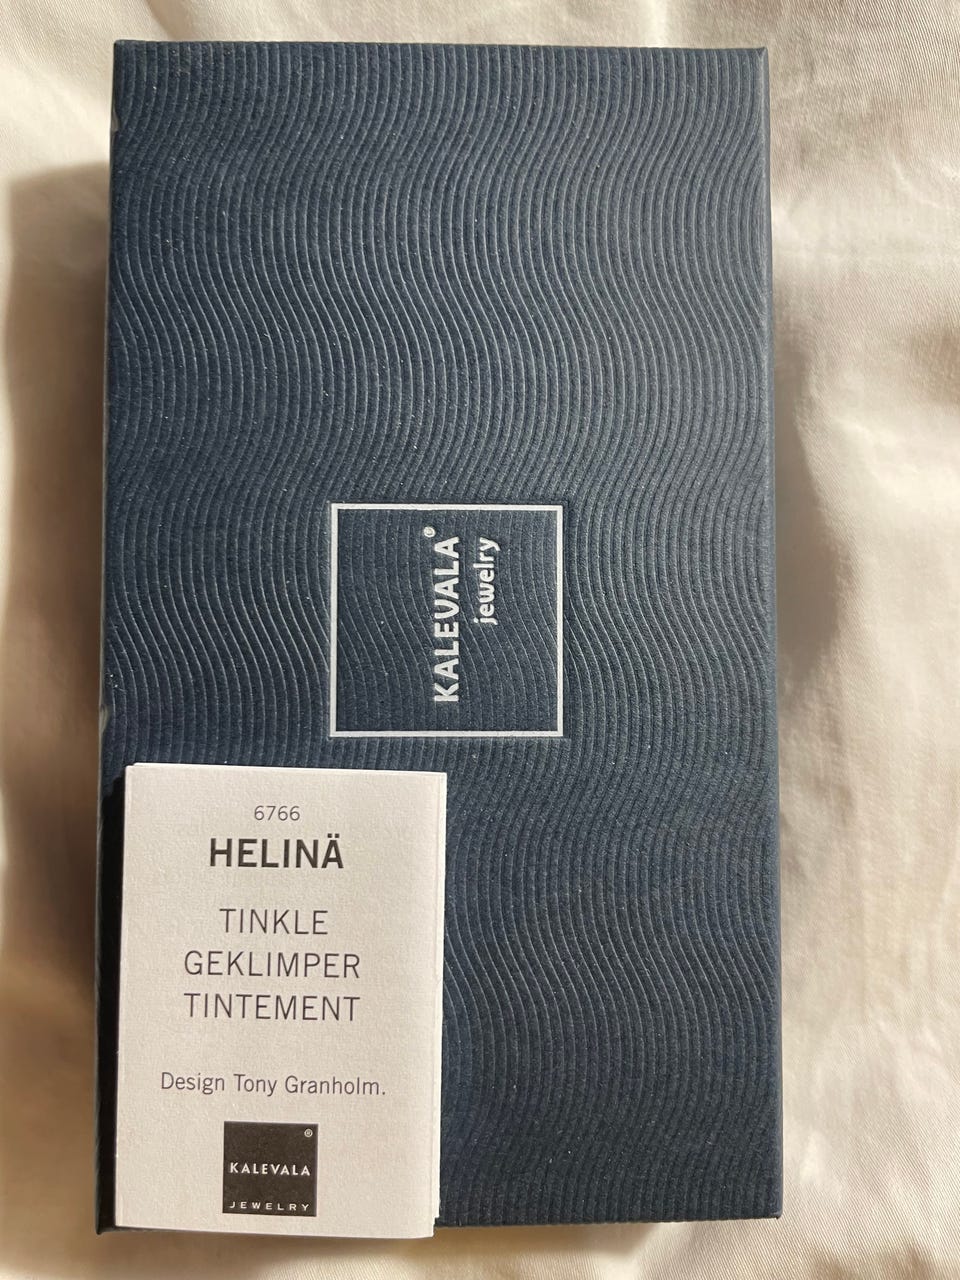 KALEVALA®
jewelry
6766
HELINÄ
TINKLE
GEKLIMPER
TINTEMENT
Design Tony Granholm.
®
KALEVALA
JEWELRY